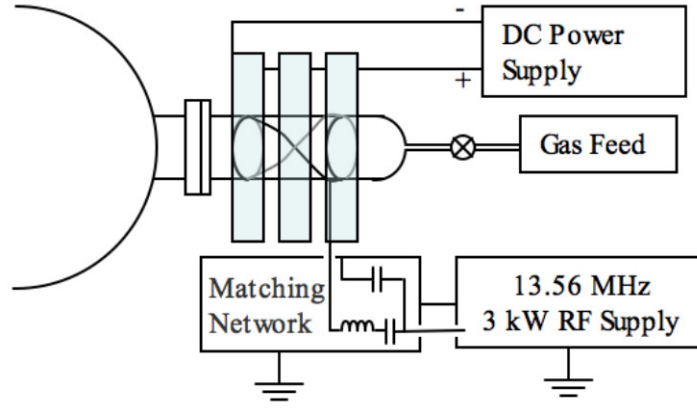 -
DC Power
Supply
+
Gas Feed
Matching
Network
13.56 MHz
3 kW RF Supply